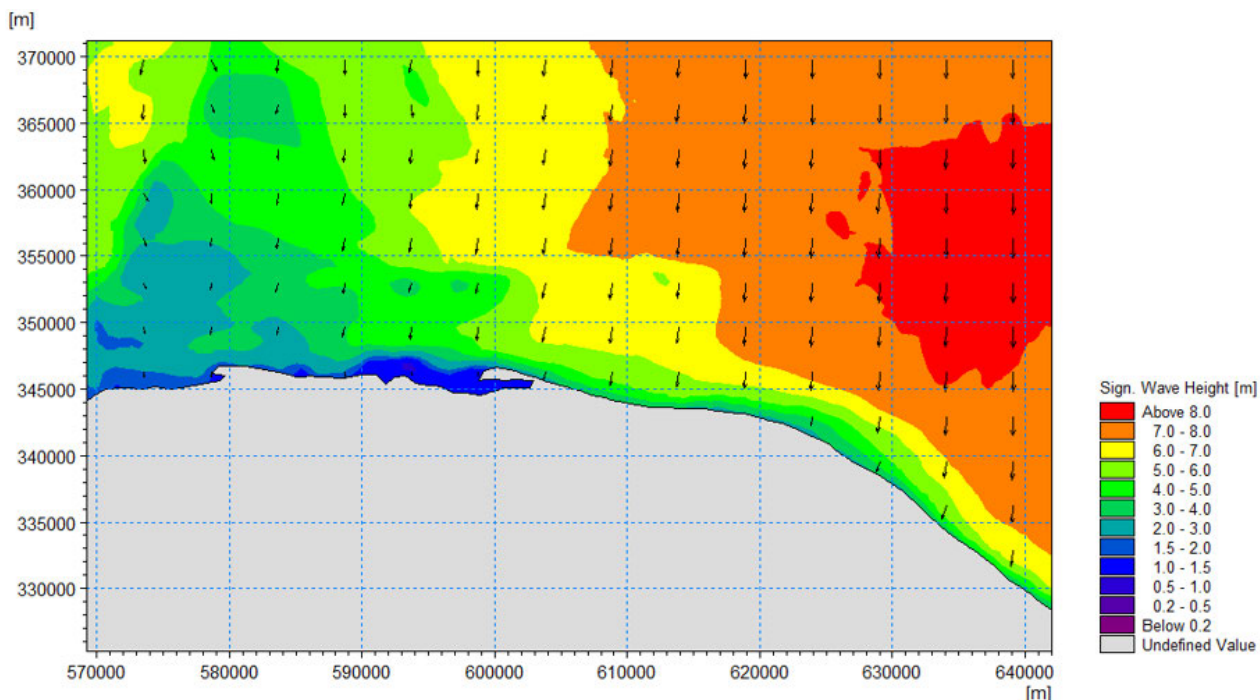 [m]
370000
365000
360000
355000
350000
345000
340000
335000
330000
570000 580000 590000 600000 610000 620000 630000 640000
[m]
Sign. Wave Height [m]
Above 8.0
7.0 - 8.0
6.0 - 7.0
5.0 - 6.0
4.0 - 5.0
3.0 - 4.0
2.0 - 3.0
1.5 - 2.0
1.0 - 1.5
0.5 - 1.0
0.2 - 0.5
Below 0.2
Undefined Value